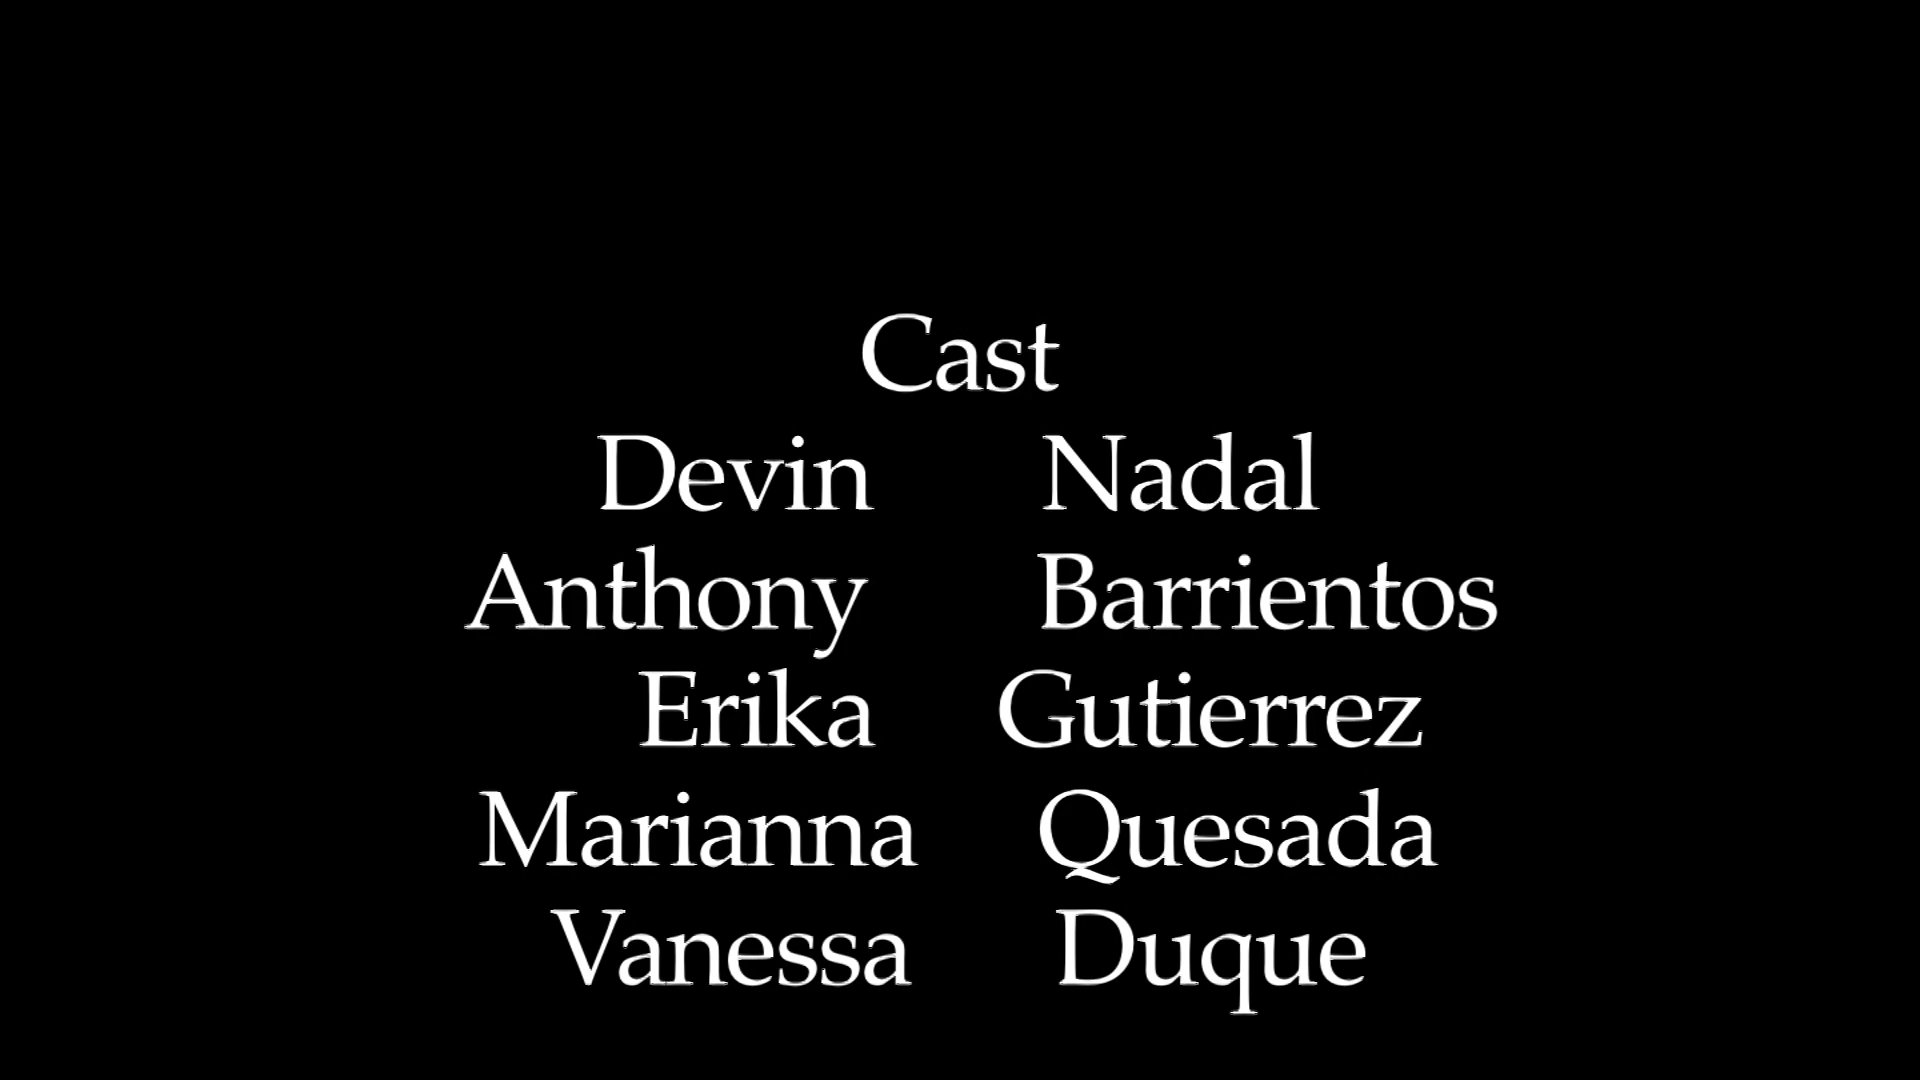 Cast
Devin Nadal
Anthony Barrientos
Erika Gutierrez
Marianna Quesada
Vanessa Duque